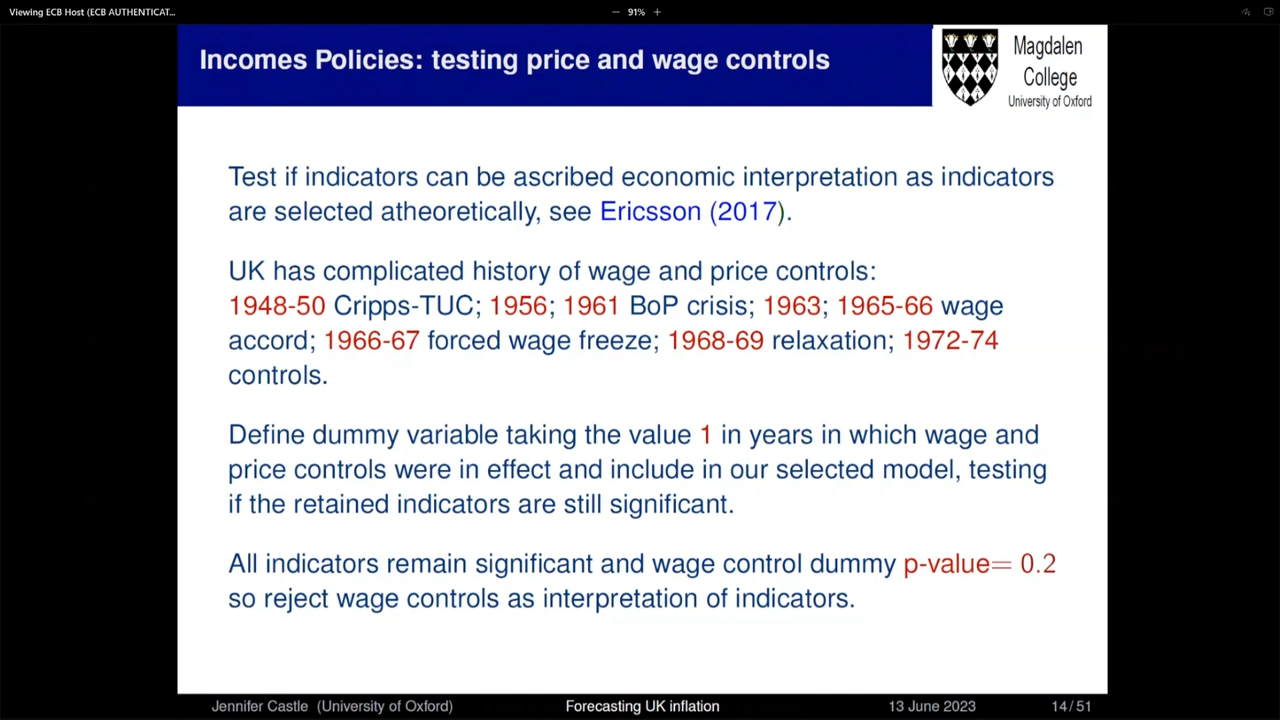 Viewing ECB Host (ECB AUTHENTICAT...
− 91% +
Incomes Policies: testing price and wage controls
Magdalen
College
University of Oxford
Test if indicators can be ascribed economic interpretation as indicators
are selected atheoretically, see Ericsson (2017).
UK has complicated history of wage and price controls:
1948-50 Cripps-TUC; 1956; 1961 BoP crisis; 1963; 1965-66 wage
accord; 1966-67 forced wage freeze; 1968-69 relaxation; 1972-74
controls.
Define dummy variable taking the value 1 in years in which wage and
price controls were in effect and include in our selected model, testing
if the retained indicators are still significant.
All indicators remain significant and wage control dummy p-value= 0.2
so reject wage controls as interpretation of indicators.
Jennifer Castle (University of Oxford) Forecasting UK inflation 13 June 2023 14 / 51